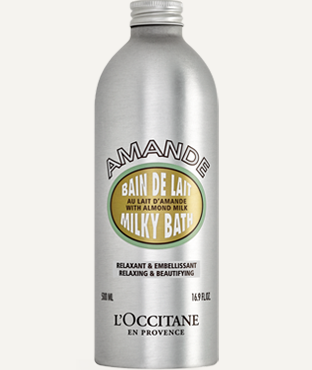 AMANDE
BAIN DE LAIT
AU LAIT D'AMANDE
WITH ALMOND MILK
MILKY BATH
RELAXANT & EMBELLISSANT
RELAXING & BEAUTIFYING
500 ML 16.9 FL.OZ.
L'OCCITANE
EN PROVENCE